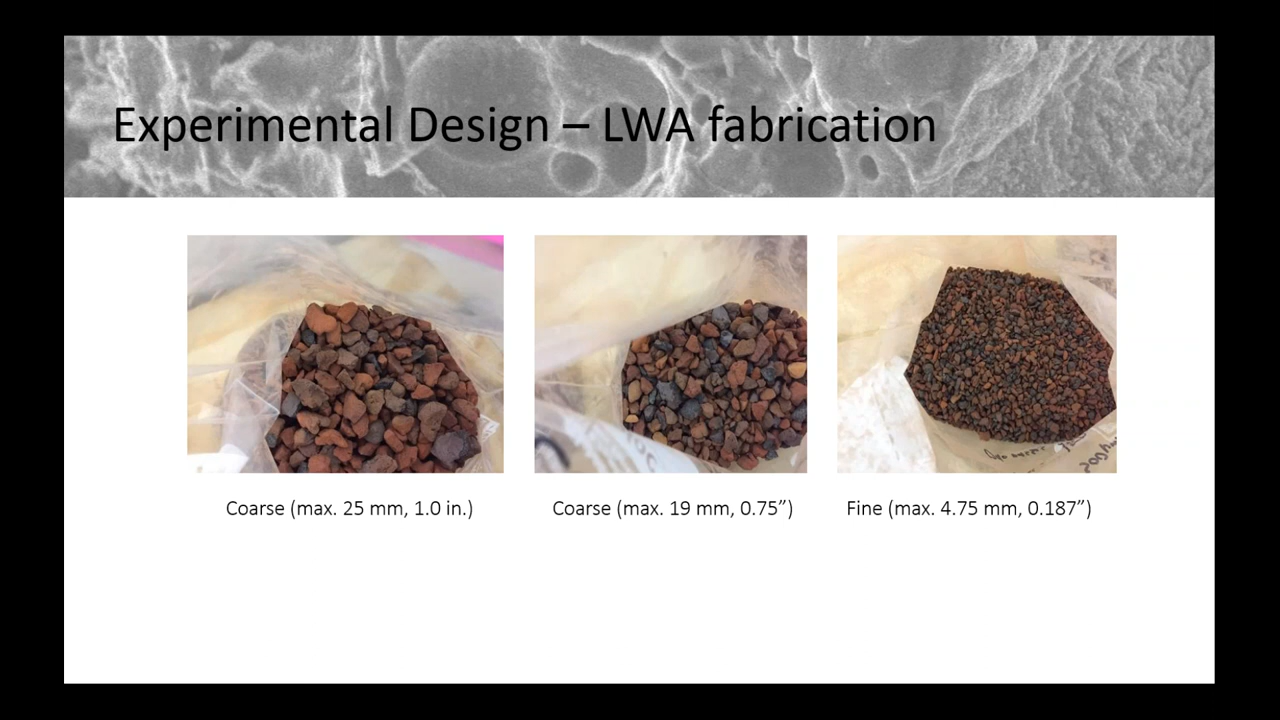 Experimental Design – LWA fabrication
Coarse (max. 25 mm, 1.0 in.)
Coarse (max. 19 mm, 0.75”)
Fine (max. 4.75 mm, 0.187”)